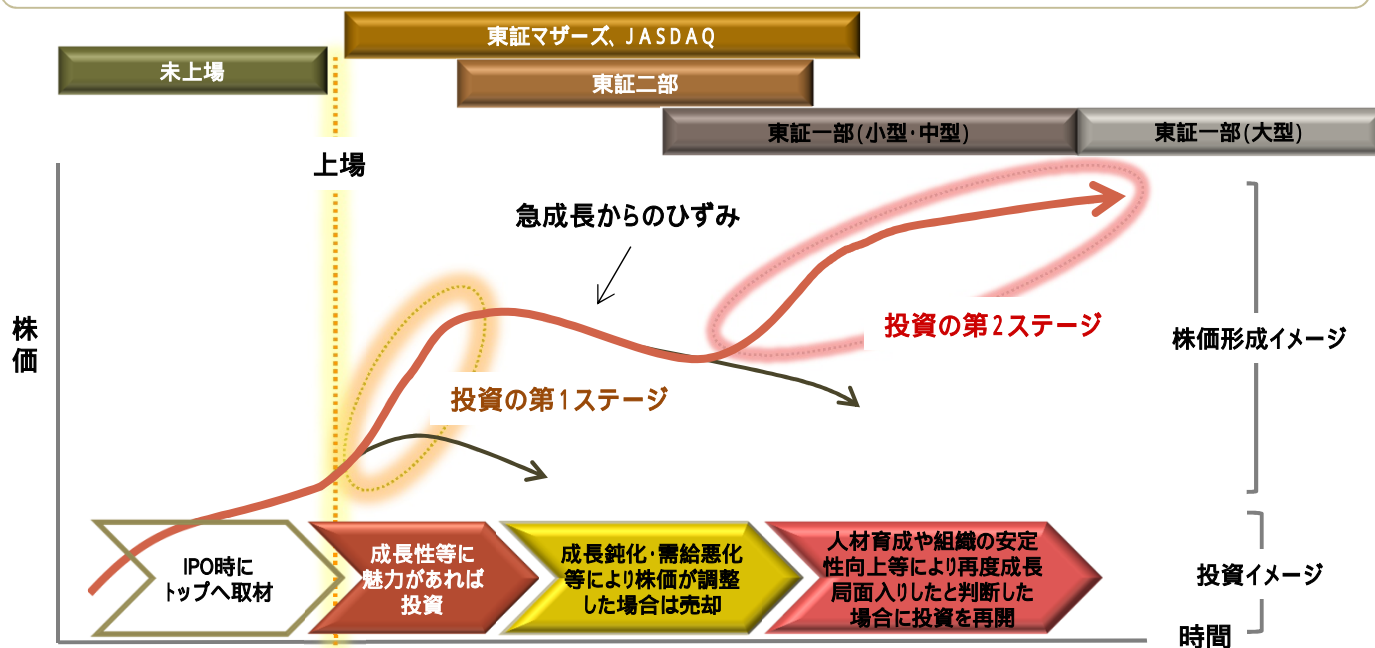 東証マザーズ、JASDAQ
未上場
東証二部
東証一部(小型・中型)
東証一部(大型)
上場
急成長からのひずみ
株価
投資の第2ステージ
株価形成イメージ
投資の第1ステージ
IPO時に
トップへ取材
成長性等に
魅力があれば
投資
成長鈍化・需給悪化
等により株価が調整
した場合は売却
人材育成や組織の安定
性向上等により再度成長
局面入りしたと判断した
場合に投資を再開
投資イメージ
時間